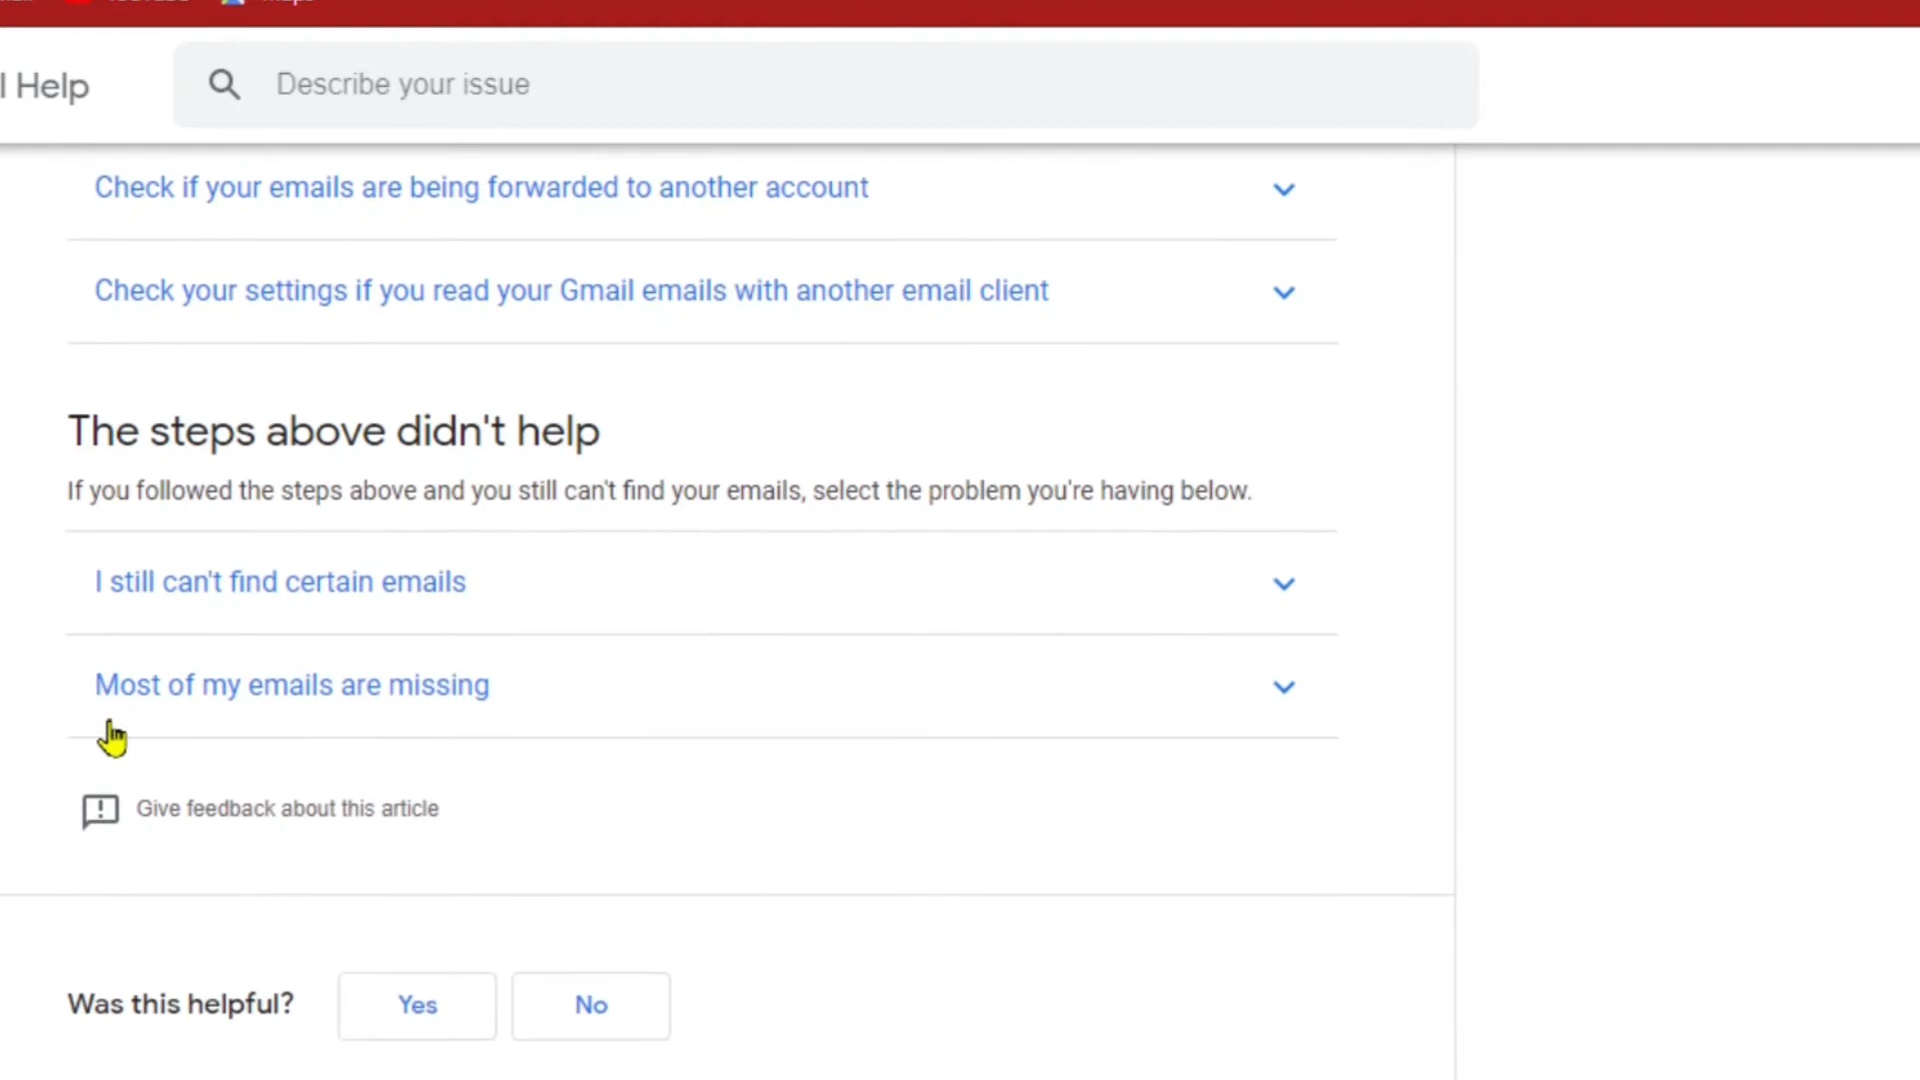 l Help
Describe your issue
Check if your emails are being forwarded to another account
Check your settings if you read your Gmail emails with another email client
The steps above didn't help
If you followed the steps above and you still can't find your emails, select the problem you're having below.
I still can't find certain emails
Most of my emails are missing
Give feedback about this article
Was this helpful?
Yes
No